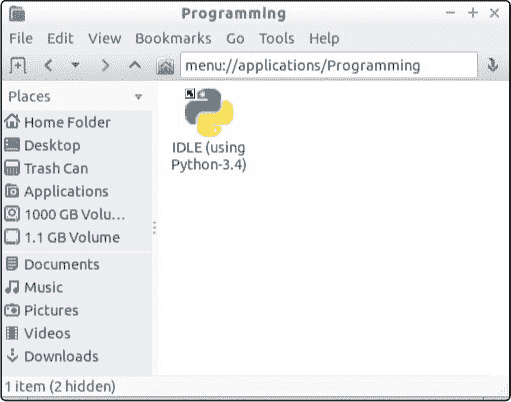 Programming
File Edit View Bookmarks Go Tools Help
menu://applications/Programming
Places
Home Folder
Desktop
Trash Can
Applications
1000 GB Volu...
1.1 GB Volume
Documents
Music
Pictures
Videos
Downloads
IDLE (using
Python-3.4)
1 item (2 hidden)